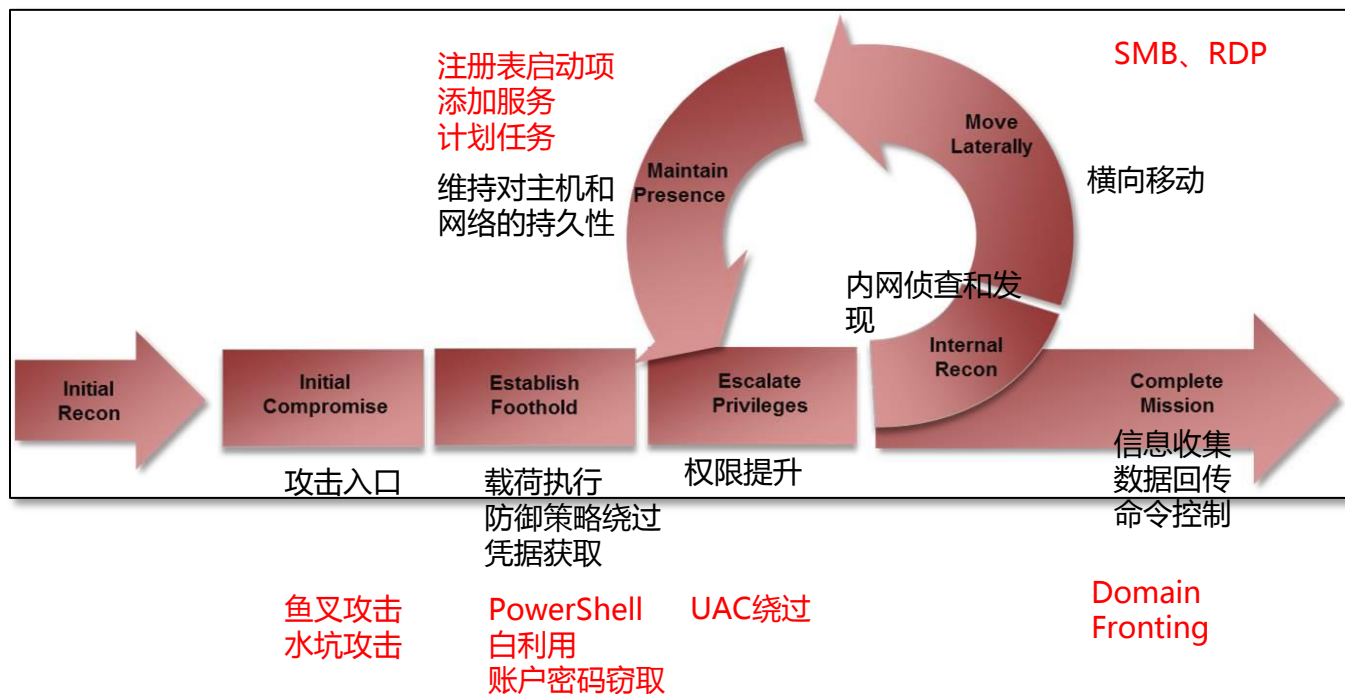 注册表启动项
添加服务
计划任务
维持对主机和
网络的持久性
Maintain
Presence
SMB、RDP
Move
Laterally
横向移动
内网侦查和发
现
Internal
Recon
Initial
Recon
Initial
Compromise
Establish
Foothold
Escalate
Privileges
Complete
Mission
攻击入口
载荷执行
防御策略绕过
凭据获取
权限提升
信息收集
数据回传
命令控制
鱼叉攻击
水坑攻击
PowerShell
白利用
账户密码窃取
UAC绕过
Domain
Fronting